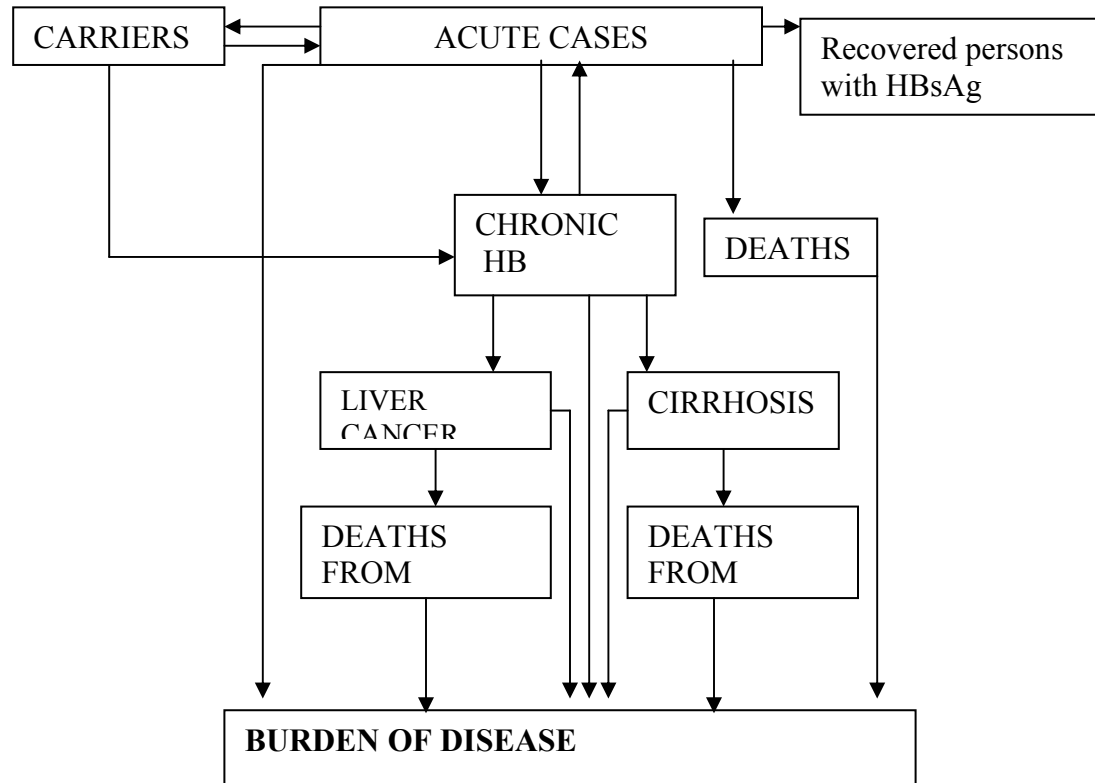 CARRIERS
ACUTE CASES
Recovered persons
with HBsAg
CHRONIC
HB
DEATHS
LIVER
CANCER
CIRRHOSIS
DEATHS
FROM
DEATHS
FROM
BURDEN OF DISEASE